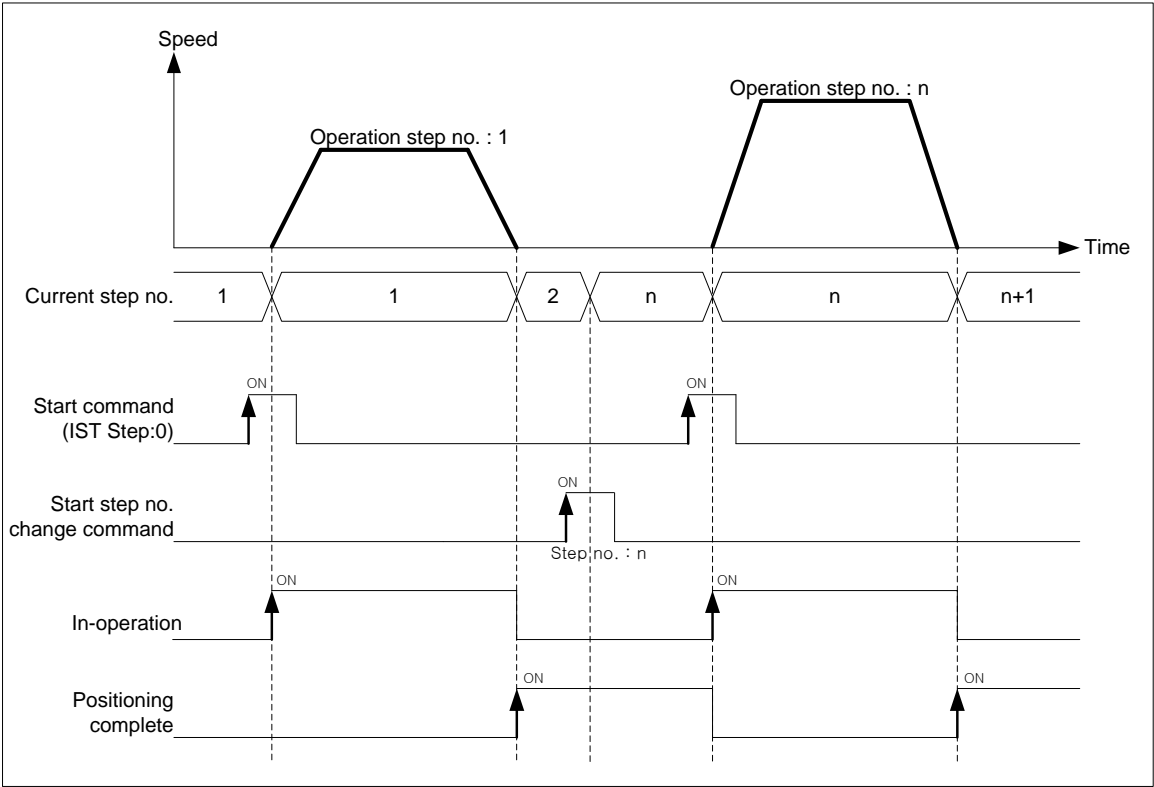 Speed
Operation step no. : n
Operation step no. : 1
Time
Current step no.
1
1
2
n
n
n+1
ON
ON
Start command
(IST Step:0)
ON
Start step no.
change command
Step no. : n
ON
ON
In-operation
ON
ON
Positioning
complete